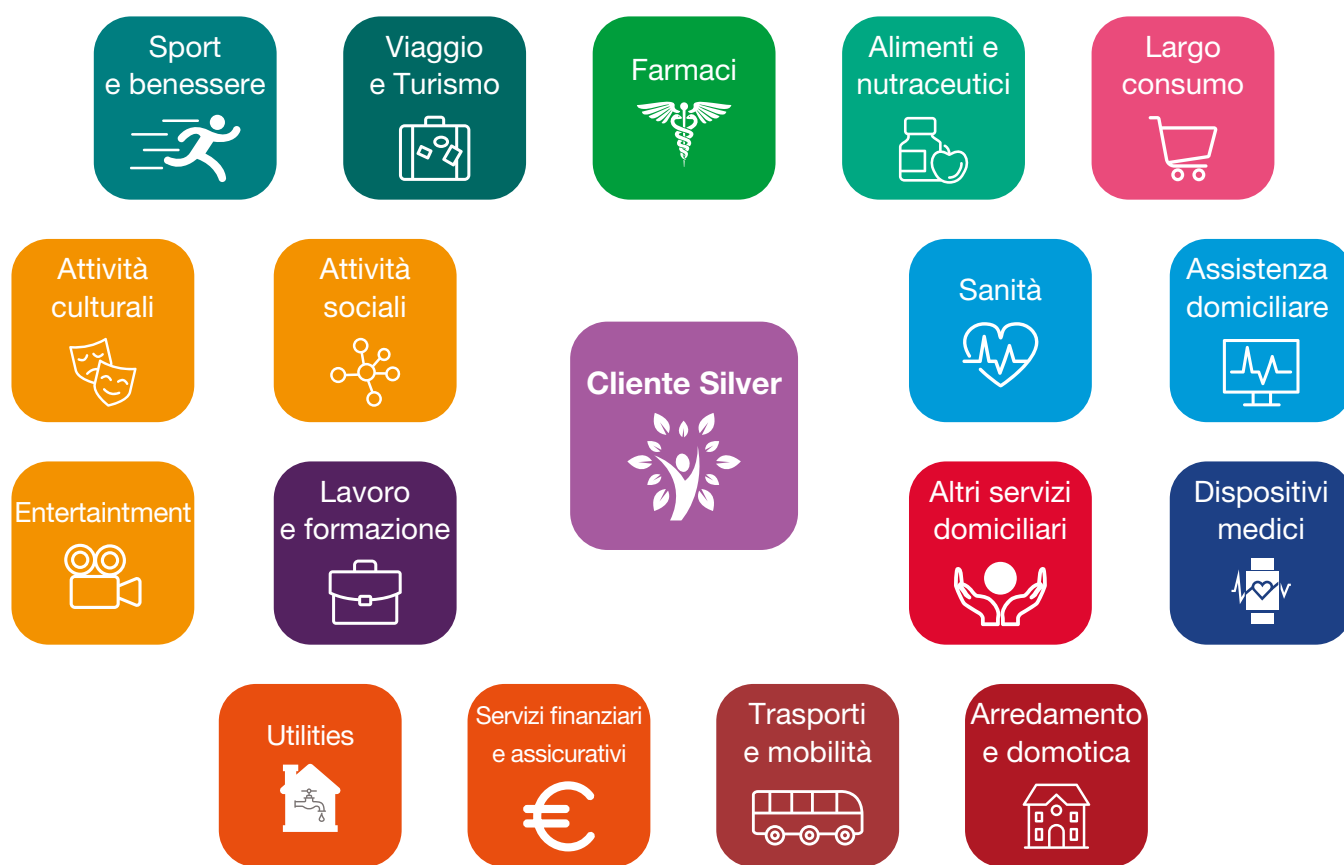 Sport
e benessere
Viaggio
e Turismo
Farmaci
Alimenti e
nutraceutici
Largo
consumo
Attività
culturali
Attività
sociali
Cliente Silver
Sanità
Assistenza
domiciliare
Entertaintment
Lavoro
e formazione
Altri servizi
domiciliari
Dispositivi
medici
Utilities
Servizi finanziari
e assicurativi
Trasporti
e mobilità
Arredamento
e domotica